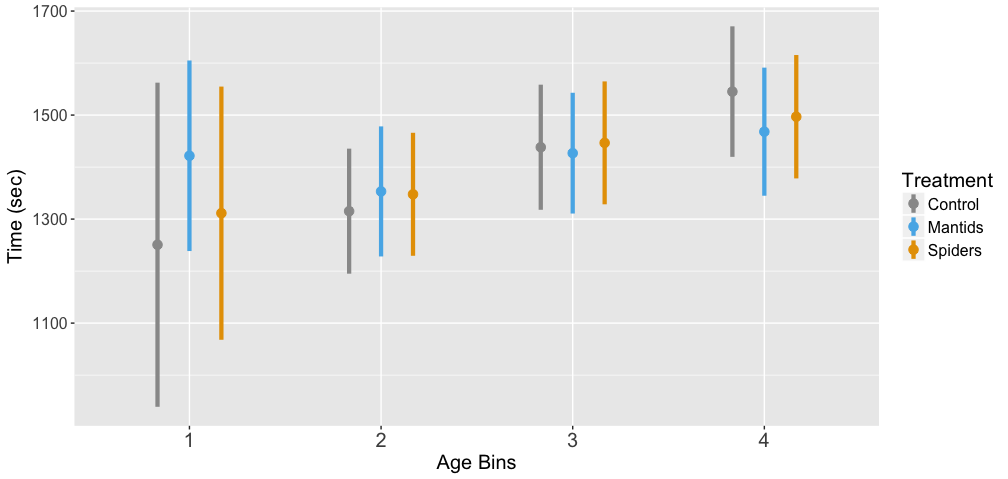 1700
1500
1300
1100
Time (sec)
1
2
3
4
Age Bins
Treatment
Control
Mantids
Spiders